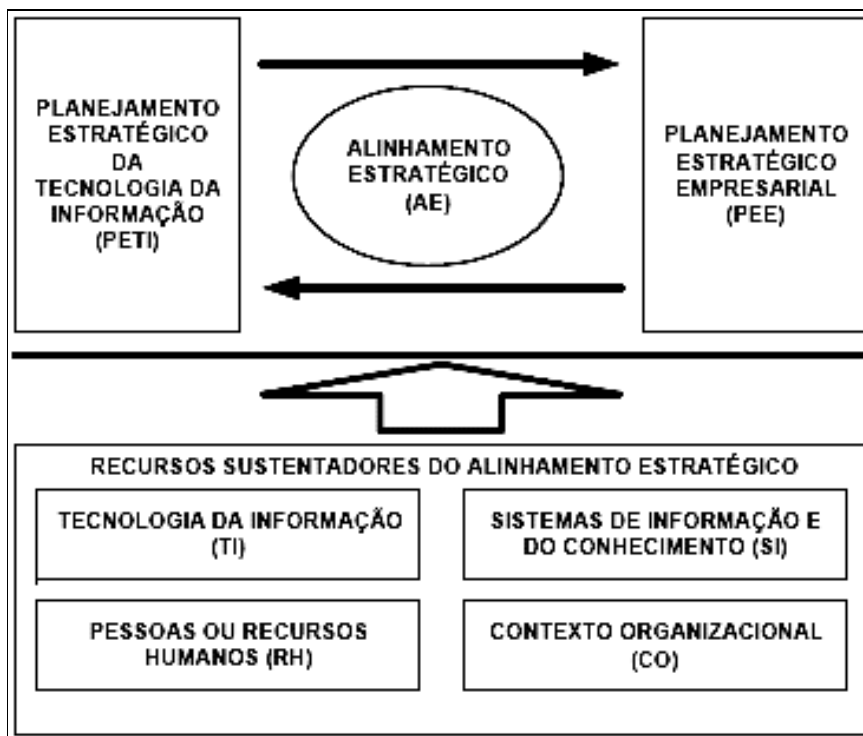 PLANEJAMENTO
ESTRATÉGICO
DA
TECNOLOGIA DA
INFORMAÇÃO
(PETI)
ALINHAMENTO
ESTRATÉGICO
(AE)
PLANEJAMENTO
ESTRATÉGICO
EMPRESARIAL
(PEE)
RECURSOS SUSTENTADORES DO ALINHAMENTO ESTRATÉGICO
TECNOLOGIA DA INFORMAÇÃO
(TI)
SISTEMAS DE INFORMAÇÃO E
DO CONHECIMENTO (SI)
PESSOAS OU RECURSOS
HUMANOS (RH)
CONTEXTO ORGANIZACIONAL
(CO)